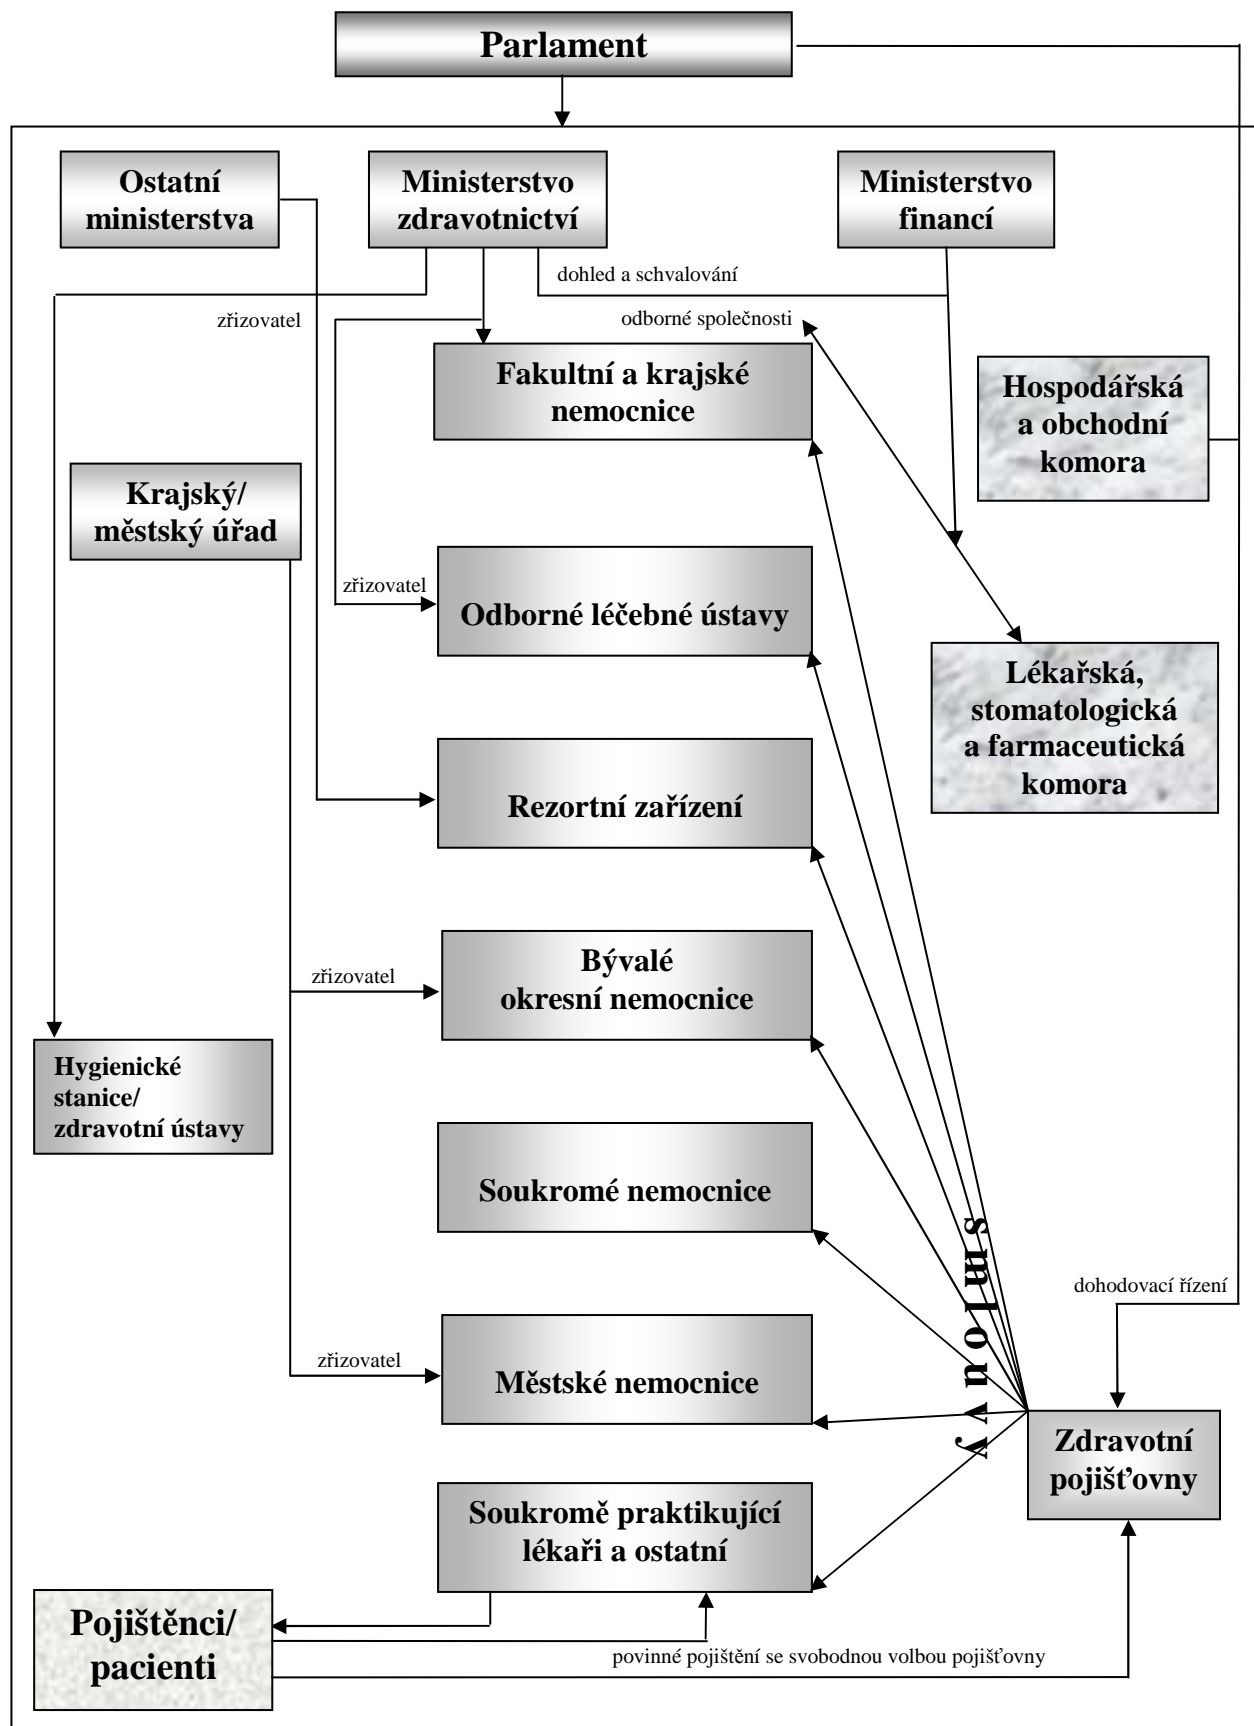 Parlament
Ostatní
ministerstva
Ministerstvo
zdravotnictví
Ministerstvo
financí
dohled a schvalování
zřizovatel
odborné společnosti
Fakultní a krajské
nemocnice
Hospodářská
a obchodní
komora
Krajský/
městský úřad
zřizovatel
Odborné léčebné ústavy
Lékařská,
stomatologická
a farmaceutická
komora
Rezortní zařízení
Bývalé
okresní nemocnice
zřizovatel
Hygienické
stanice/
zdravotní ústavy
Soukromé nemocnice
smlouvy
dohodovací řízení
zřizovatel
Městské nemocnice
Zdravotní
pojišťovny
Soukromě praktikující
lékaři a ostatní
Pojištěnci/
pacienti
povinné pojištění se svobodnou volbou pojišťovny